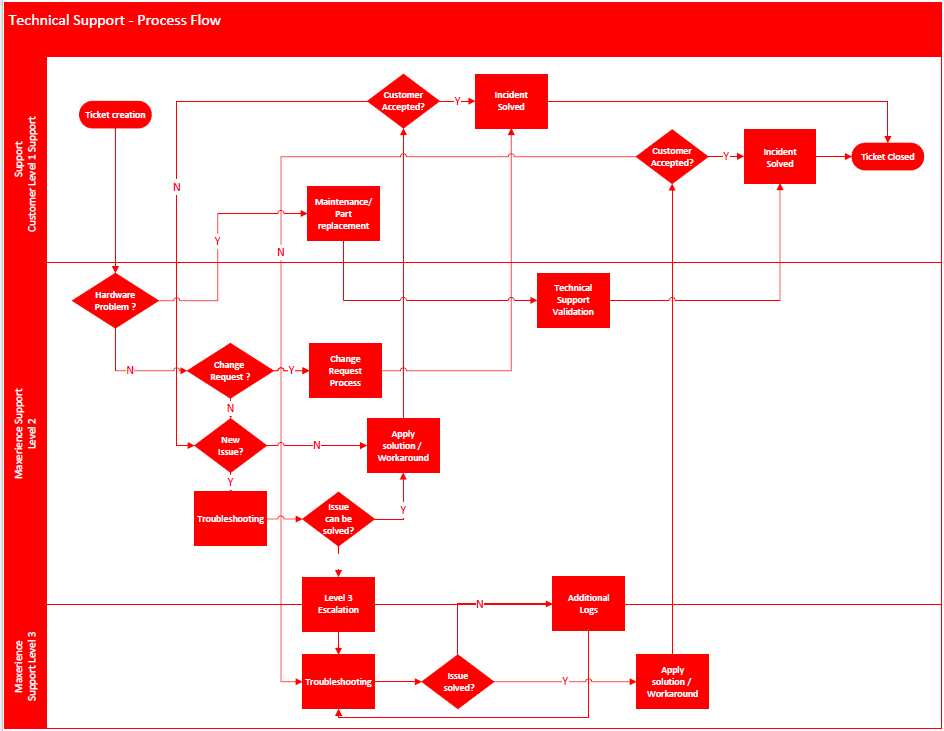 Technical Support - Process Flow
Support
Customer Level 1 Support
Ticket creation
Customer
Accepted?
Y
Incident
Solved
Customer
Accepted?
Y
Incident
Solved
Ticket Closed
N
Maintenance/
Part
replacement
Y
N
Maxerience Support
Level 2
Hardware
Problem ?
Technical
Support
Validation
N
Change
Request ?
Y
Change
Request
Process
N
New
Issue?
N
Apply
solution /
Workaround
Y
Troubleshooting
Issue
can be
solved?
Y
Level 3
Escalation
N
Additional
Logs
Maxerience
Support Level 3
Troubleshooting
Issue
solved?
Y
Apply
solution /
Workaround